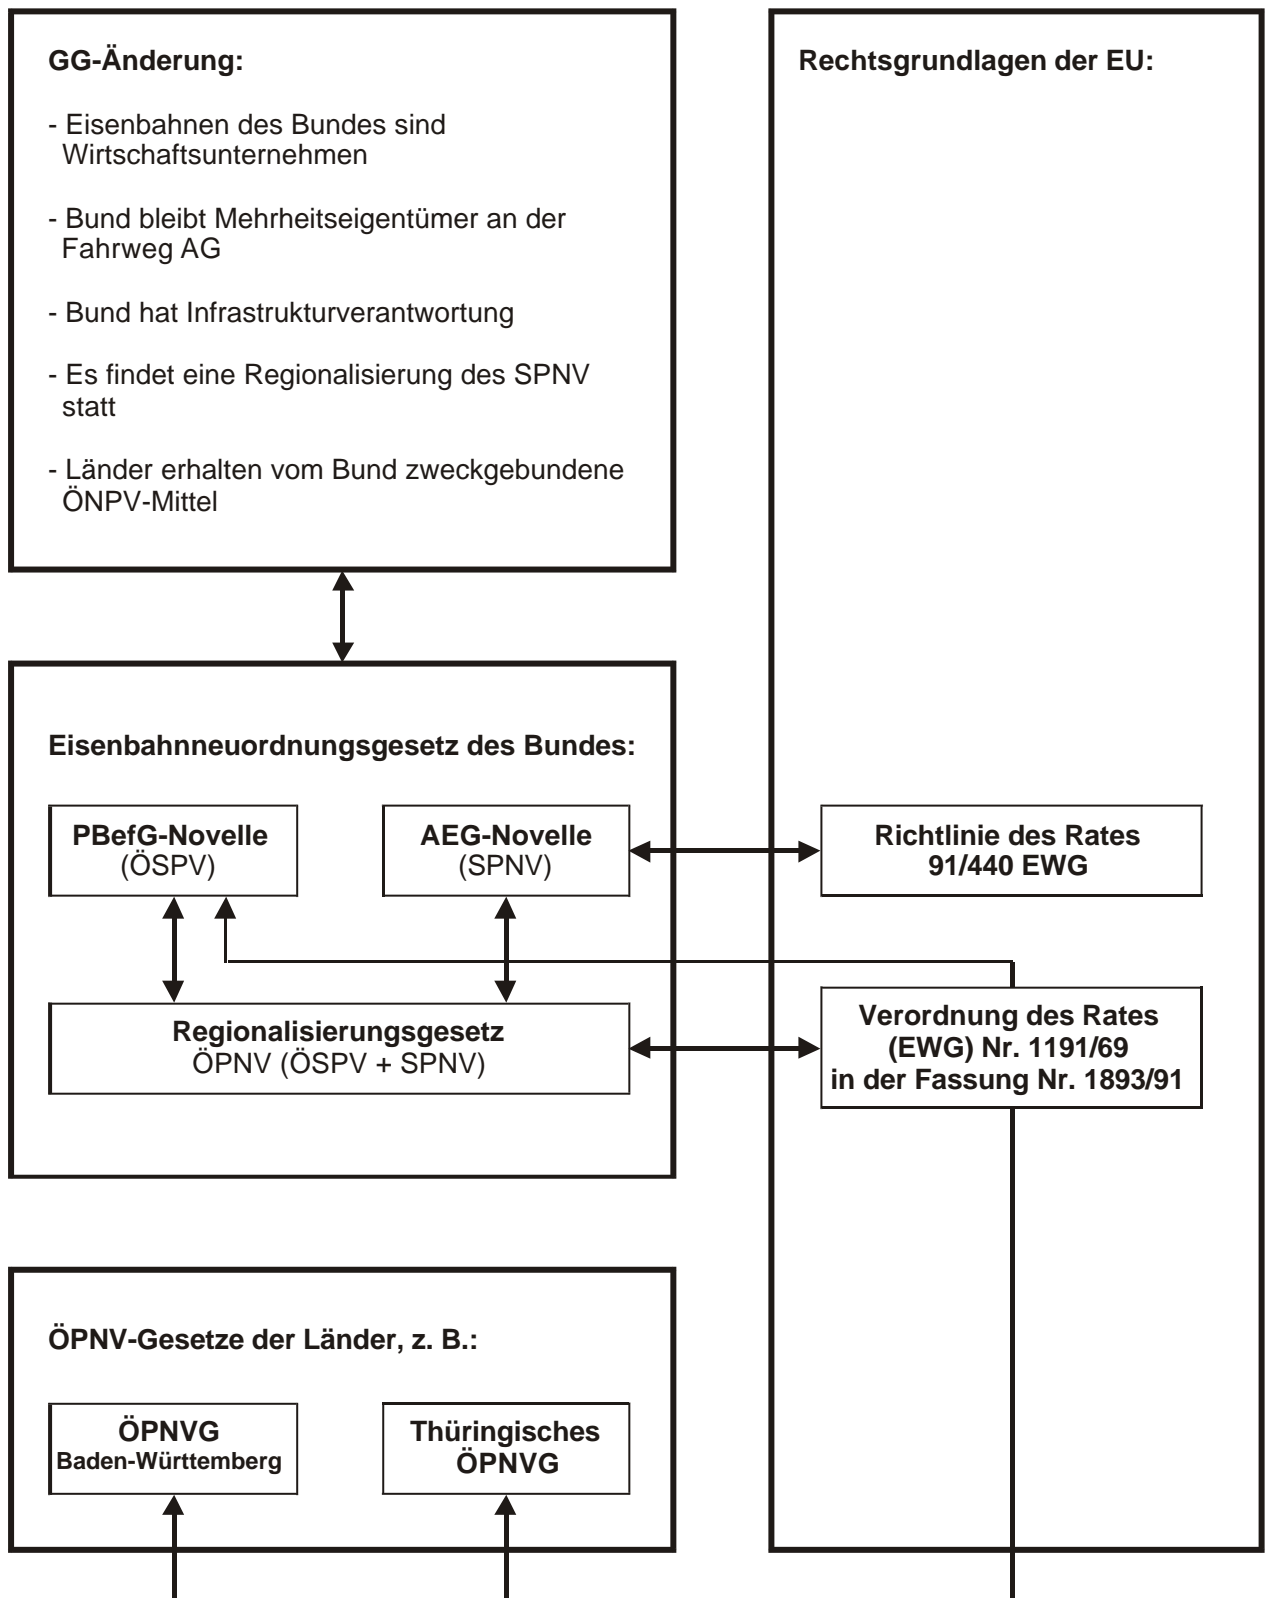 GG-Änderung:
- Eisenbahnen des Bundes sind
Wirtschaftsunternehmen
- Bund bleibt Mehrheitseigentümer an der
Fahrweg AG
- Bund hat Infrastrukturverantwortung
- Es findet eine Regionalisierung des SPNV
statt
- Länder erhalten vom Bund zweckgebundene
ÖNPV-Mittel
Rechtsgrundlagen der EU:
Eisenbahnneuordnungsgesetz des Bundes:
PBefG-Novelle
(ÖSPV)
AEG-Novelle
(SPNV)
Richtlinie des Rates
91/440 EWG
Regionalisierungsgesetz
ÖPNV (ÖSPV + SPNV)
Verordnung des Rates
(EWG) Nr. 1191/69
in der Fassung Nr. 1893/91
ÖPNV-Gesetze der Länder, z. B.:
ÖPNVG
Baden-Württemberg
Thüringisches
ÖPNVG